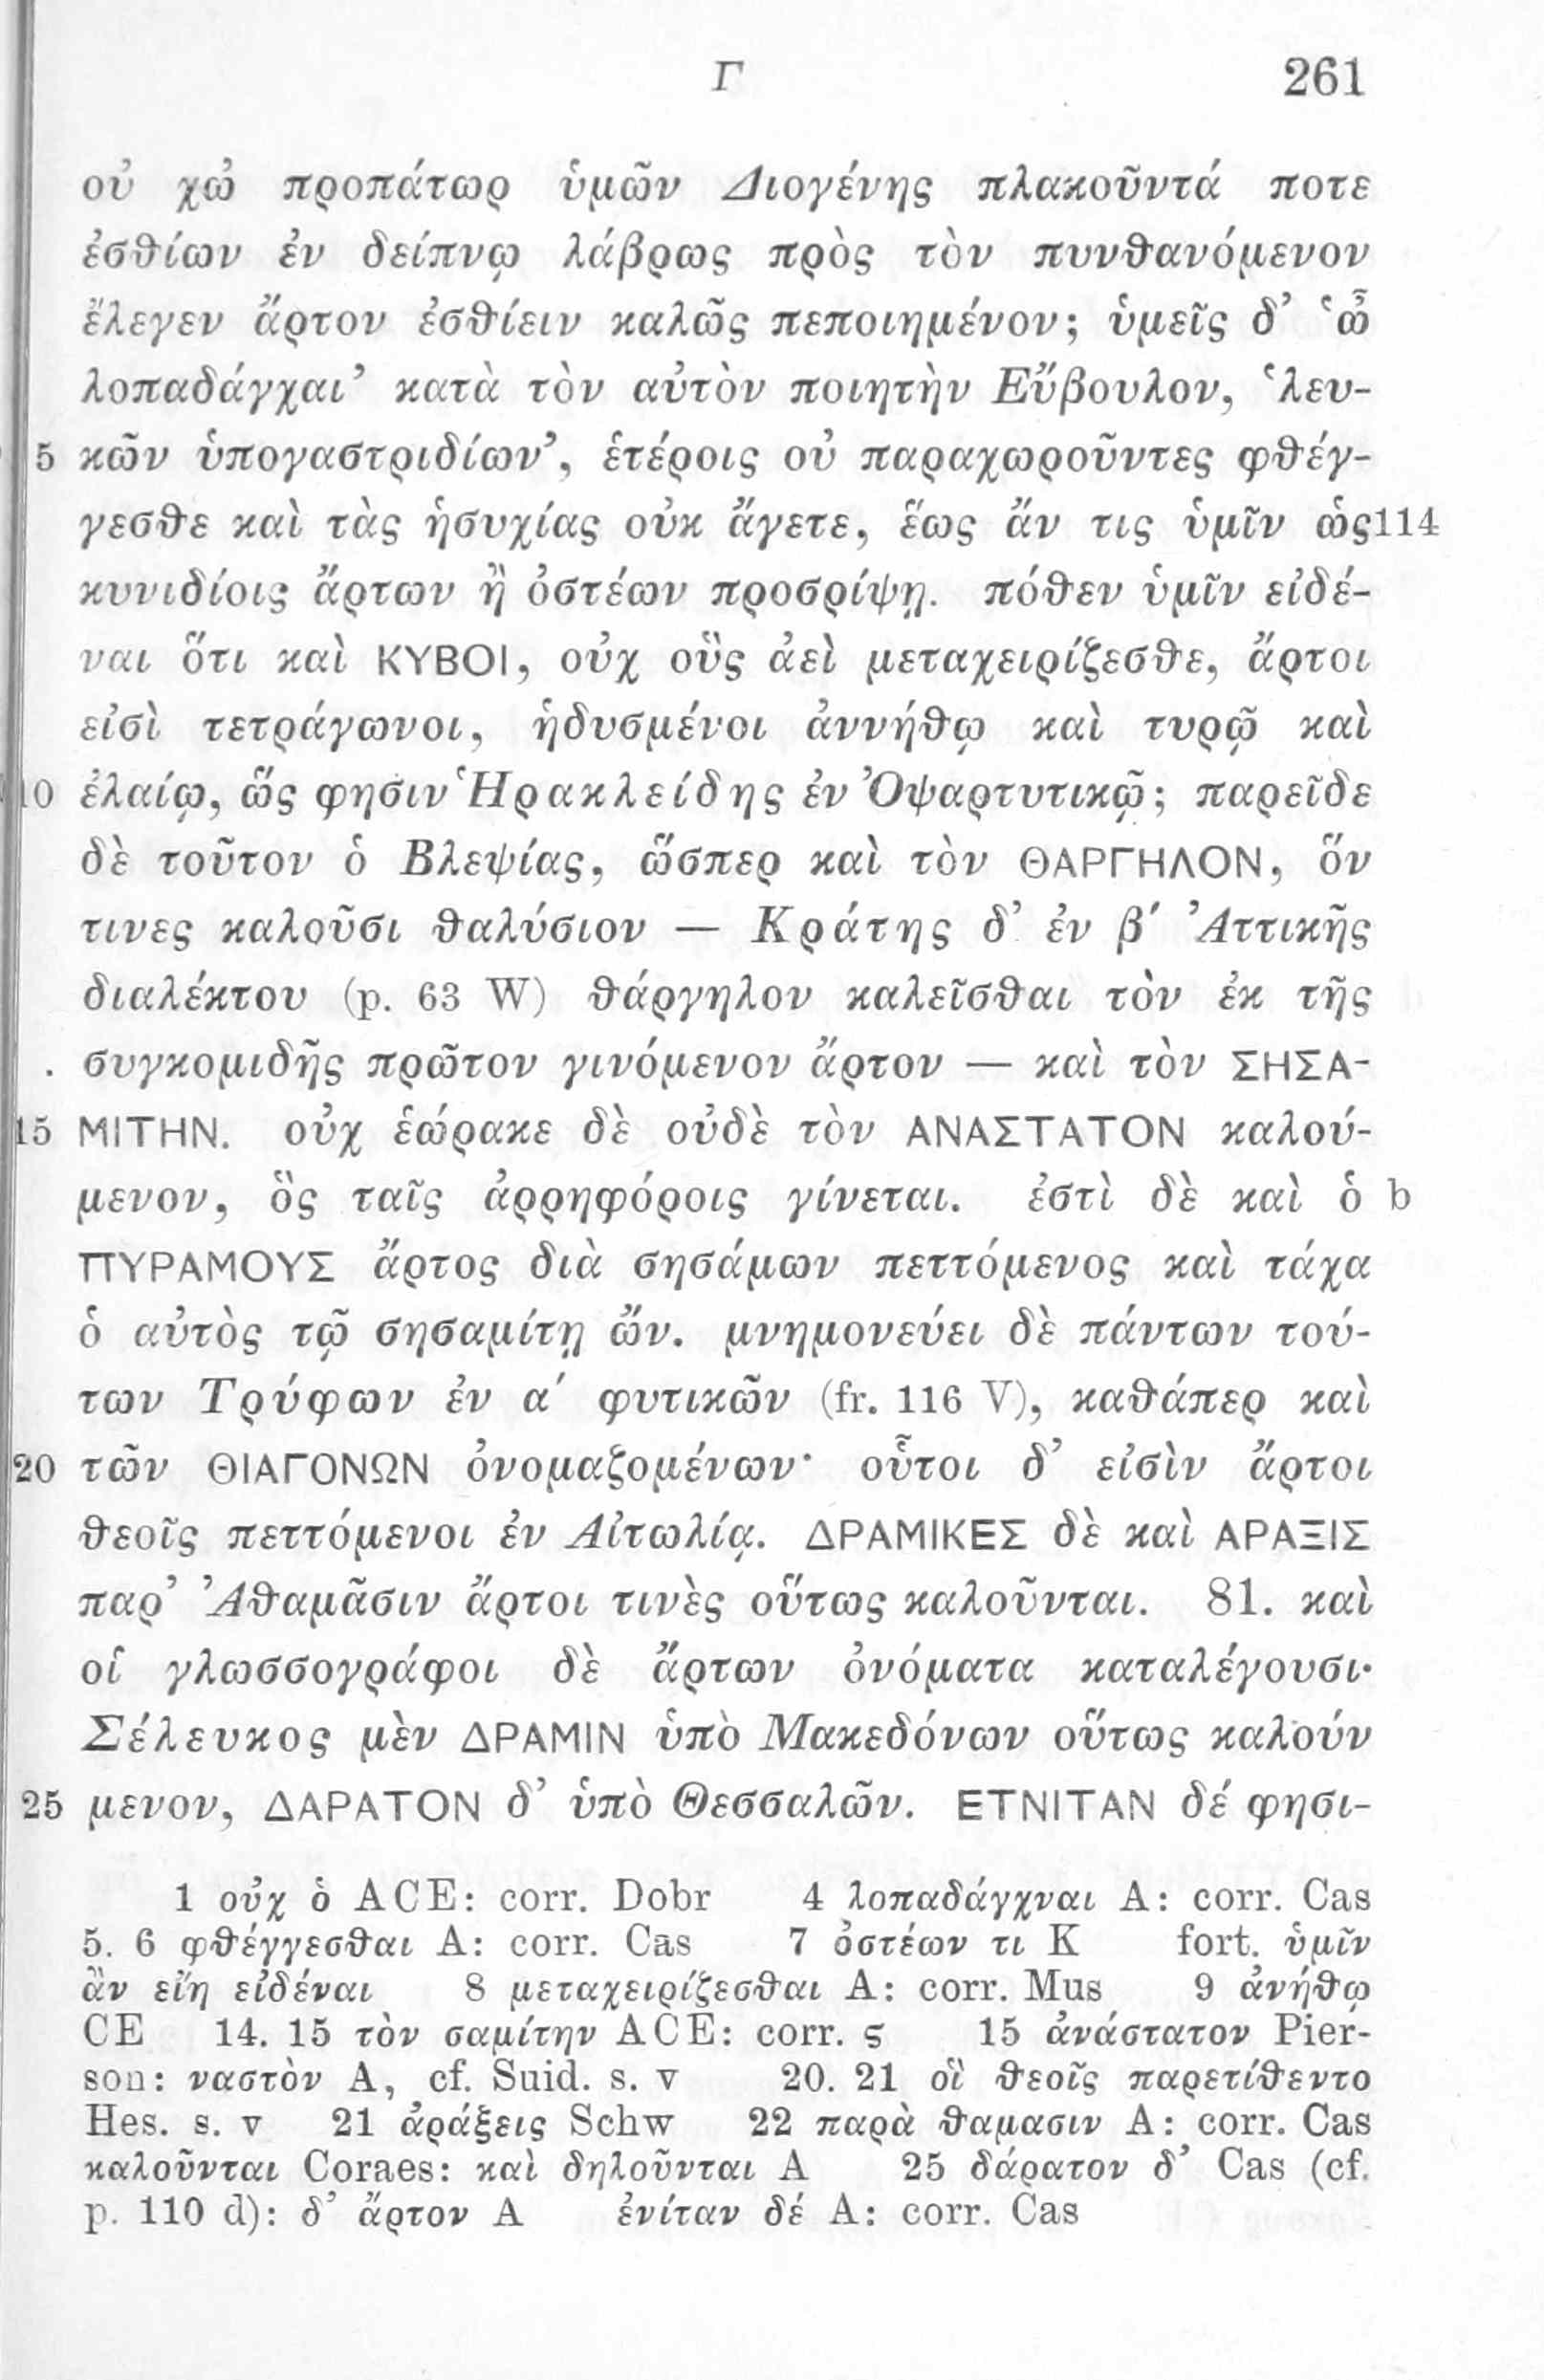 Γ 261
οὐ χὠ προπάτωρ ὑμῶν Διογένης πλακοῦντά ποτε
ἐσθίων ἐν δείπνῳ λάβρως πρὸς τὸν πυνθανόμενον
ἔλεγεν ἄρτον ἐσθίειν καλῶς πεποιημένον; ὑμεῖς δ’ ‘ὦ
λοπαδάγχαι’ κατὰ τὸν αὐτὸν ποιητὴν Εὔβουλον, ‘λευ-
5 κῶν ὑπογαστριδίων’, ἑτέροις οὐ παραχωροῦντες φθέγ-
γεσθε καὶ τὰς ἡσυχίας οὐκ ἄγετε, ἕως ἄν τις ὑμῖν ὡς 114
κυνιδίοις ἄρτων ἢ ὀστέων προσρίψῃ. πόθεν ὑμῖν εἰδέ-
ναι ὅτι καὶ ΚΥΒΟΙ, οὐχ οὓς ἀεὶ μεταχειρίζεσθε, ἄρτοι
εἰσὶ τετράγωνοι, ἡδυσμένοι ἀννήθῳ καὶ τυρῷ καὶ
10 ἐλαίῳ, ὥς φησιν Ἡρακλείδης ἐν Ὀψαρτυτικῷ; παρεῖδε
δὲ τοῦτον ὁ Βλεψίας, ὥσπερ καὶ τὸν ΘΑΡΓΗΛΟΝ, ὅν
τινες καλοῦσι θαλύσιον — Κράτης δ’ ἐν β′ Ἀττικῆς
διαλέκτου (p. 63 W) θάργηλον καλεῖσθαι τὸν ἐκ τῆς
συγκομιδῆς πρῶτον γινόμενον ἄρτον — καὶ τὸν ΣΗΣΑ-
15 ΜΙΤΗΝ. οὐχ ἑώρακε δὲ οὐδὲ τὸν ΑΝΑΣΤΑΤΟΝ καλού-
μενον, ὃς ταῖς ἀρρηφόροις γίνεται. ἐστὶ δὲ καὶ ὁ b
ΠΥΡΑΜΟΥΣ ἄρτος διὰ σησάμων πεττόμενος καὶ τάχα
ὁ αὐτὸς τῷ σησαμίτῃ ὤν. μνημονεύει δὲ πάντων τού-
των Τρύφων ἐν α′ φυτικῶν (fr. 116 V), καθάπερ καὶ
20 τῶν ΘΙΑΓΟΝΩΝ ὀνομαζομένων· οὗτοι δ’ εἰσὶν ἄρτοι
θεοῖς πεττόμενοι ἐν Αἰτωλίᾳ. ΔΡΑΜΙΚΕΣ δὲ καὶ ΑΡΑΞΙΣ
παρ’ Ἀθαμᾶσιν ἄρτοι τινὲς οὕτως καλοῦνται. 81. καὶ
οἱ γλωσσογράφοι δὲ ἄρτων ὀνόματα καταλέγουσι·
Σέλευκος μὲν ΔΡΑΜΙΝ ὑπὸ Μακεδόνων οὕτως καλούν
25 μενον, ΔΑΡΑΤΟΝ δ’ ὑπὸ Θεσσαλῶν. ΕΤΝΙΤΑΝ δέ φησι-
1 οὐχ ὁ ACE: corr. Dobr 4 λοπαδάγχναι A: corr. Cas
5. 6 φθέγγεσθαι A: corr. Cas 7 ὀστέων τι K fort. ὑμῖν
ἂν εἴη εἰδέναι 8 μεταχειρίζεσθαι A: corr. Mus 9 ἀνήθῳ
CE 14. 15 τὸν σαμίτην ACE: corr. ς 15 ἀνάστατον Pier-
son: ναστὸν A, cf. Suid. s. v 20. 21 οἳ θεοῖς παρετίθεντο
Hes. s. v 21 ἀράξεις Schw 22 παρὰ θαμασιν A: corr. Cas
καλοῦνται Coraes: καὶ δηλοῦνται A 25 δάρατον δ’ Cas (cf.
p. 110 d): δ’ ἄρτον A ἐνίταν δέ A: corr. Cas